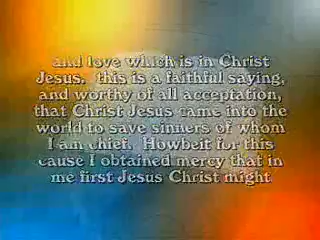 and love which is in Christ
Jesus.  this is a faithful saying,
and worthy of all acceptation,
that Christ Jesus came into the
world to save sinners of whom
I am chief.  Howbeit for this
cause I obtained mercy that in
me first Jesus Christ might